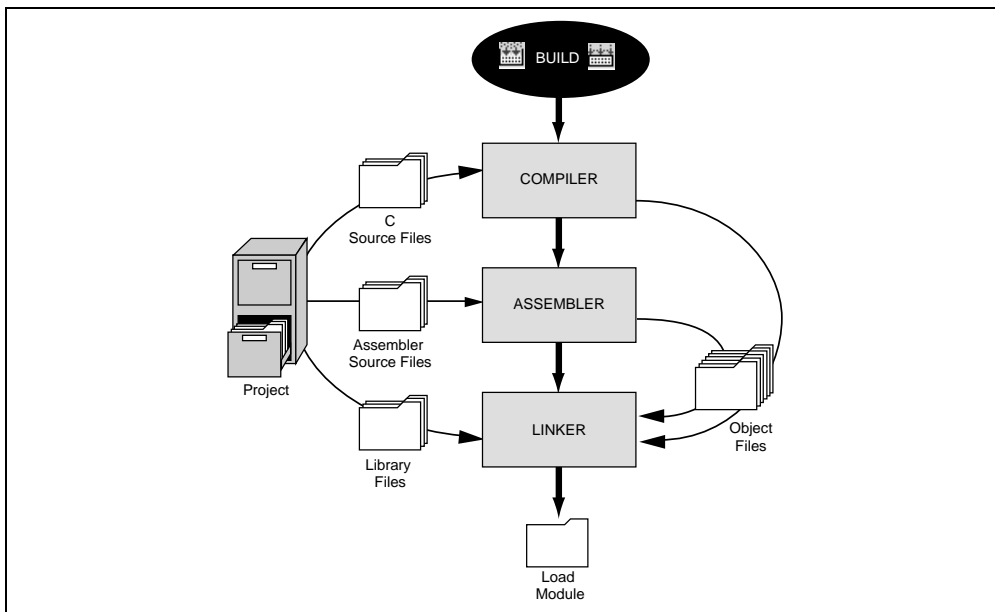 BUILD
COMPILER
C
Source Files
ASSEMBLER
Assembler
Source Files
Project
LINKER
Object
Files
Library
Files
Load
Module